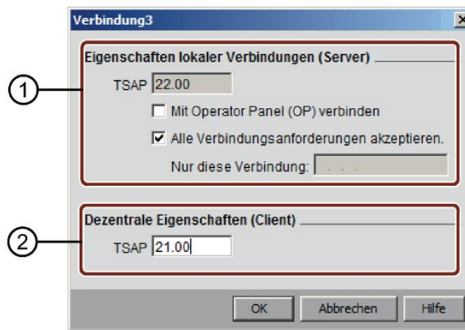 Verbindung3
Eigenschaften lokaler Verbindungen (Server)
1
TSAP 22.00
Mit Operator Panel (OP) verbinden
Alle Verbindungsanforderungen akzeptieren.
Nur diese Verbindung: . . .
Dezentrale Eigenschaften (Client)
2
TSAP 21.00
OK Abbrechen Hilfe